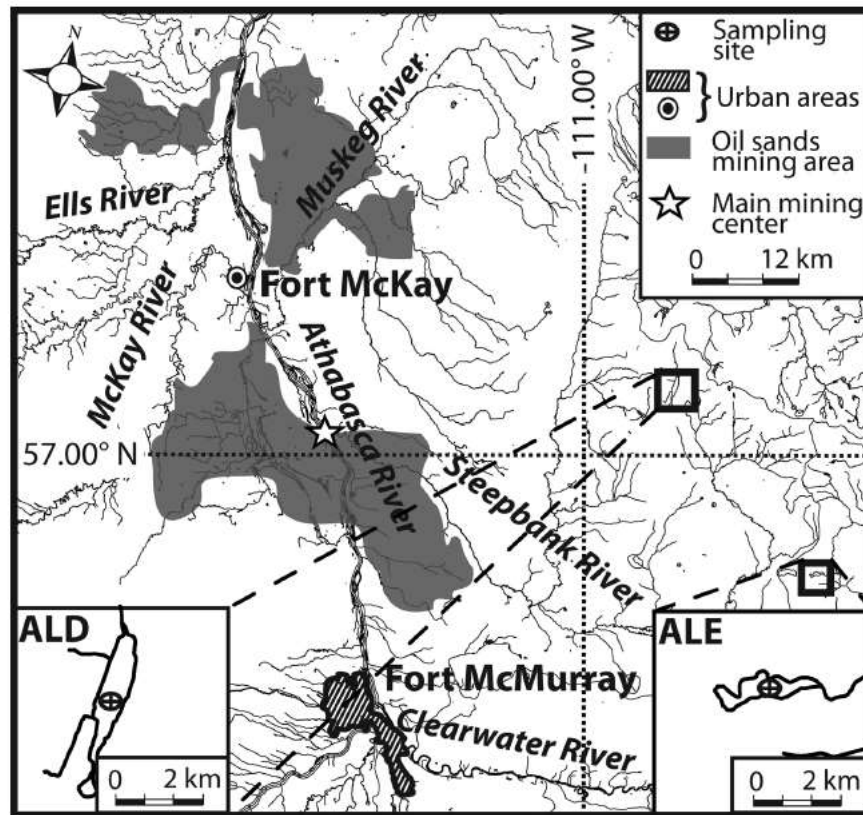 N
Sampling
site
Urban areas
Oil sands
mining area
Main mining
center
0 12 km
111.00° W
Muskeg River
Ells River
Fort McKay
McKay River
Athabasca River
57.00° N
Steepbank River
ALD
0 2 km
Fort McMurray
Clearwater River
ALE
0 2 km